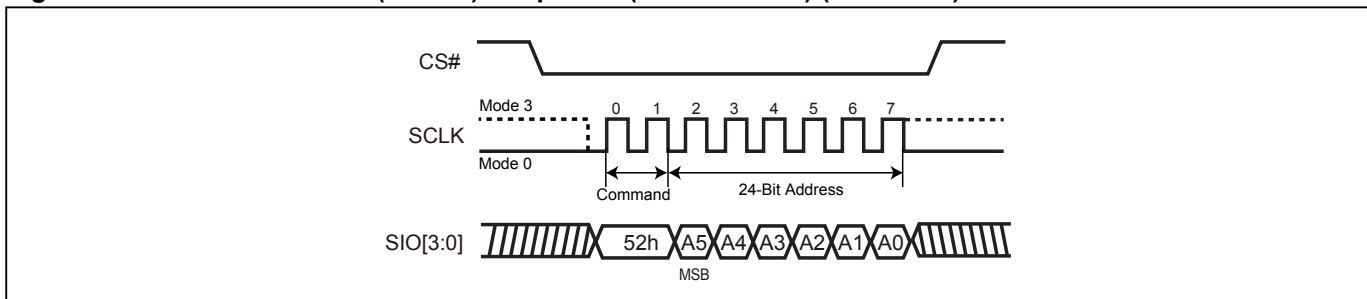 CS#
Mode 3
0 1 2 3 4 5 6 7
SCLK
Mode 0
Command
24-Bit Address
SIO[3:0]
52h A5 A4 A3 A2 A1 A0
MSB